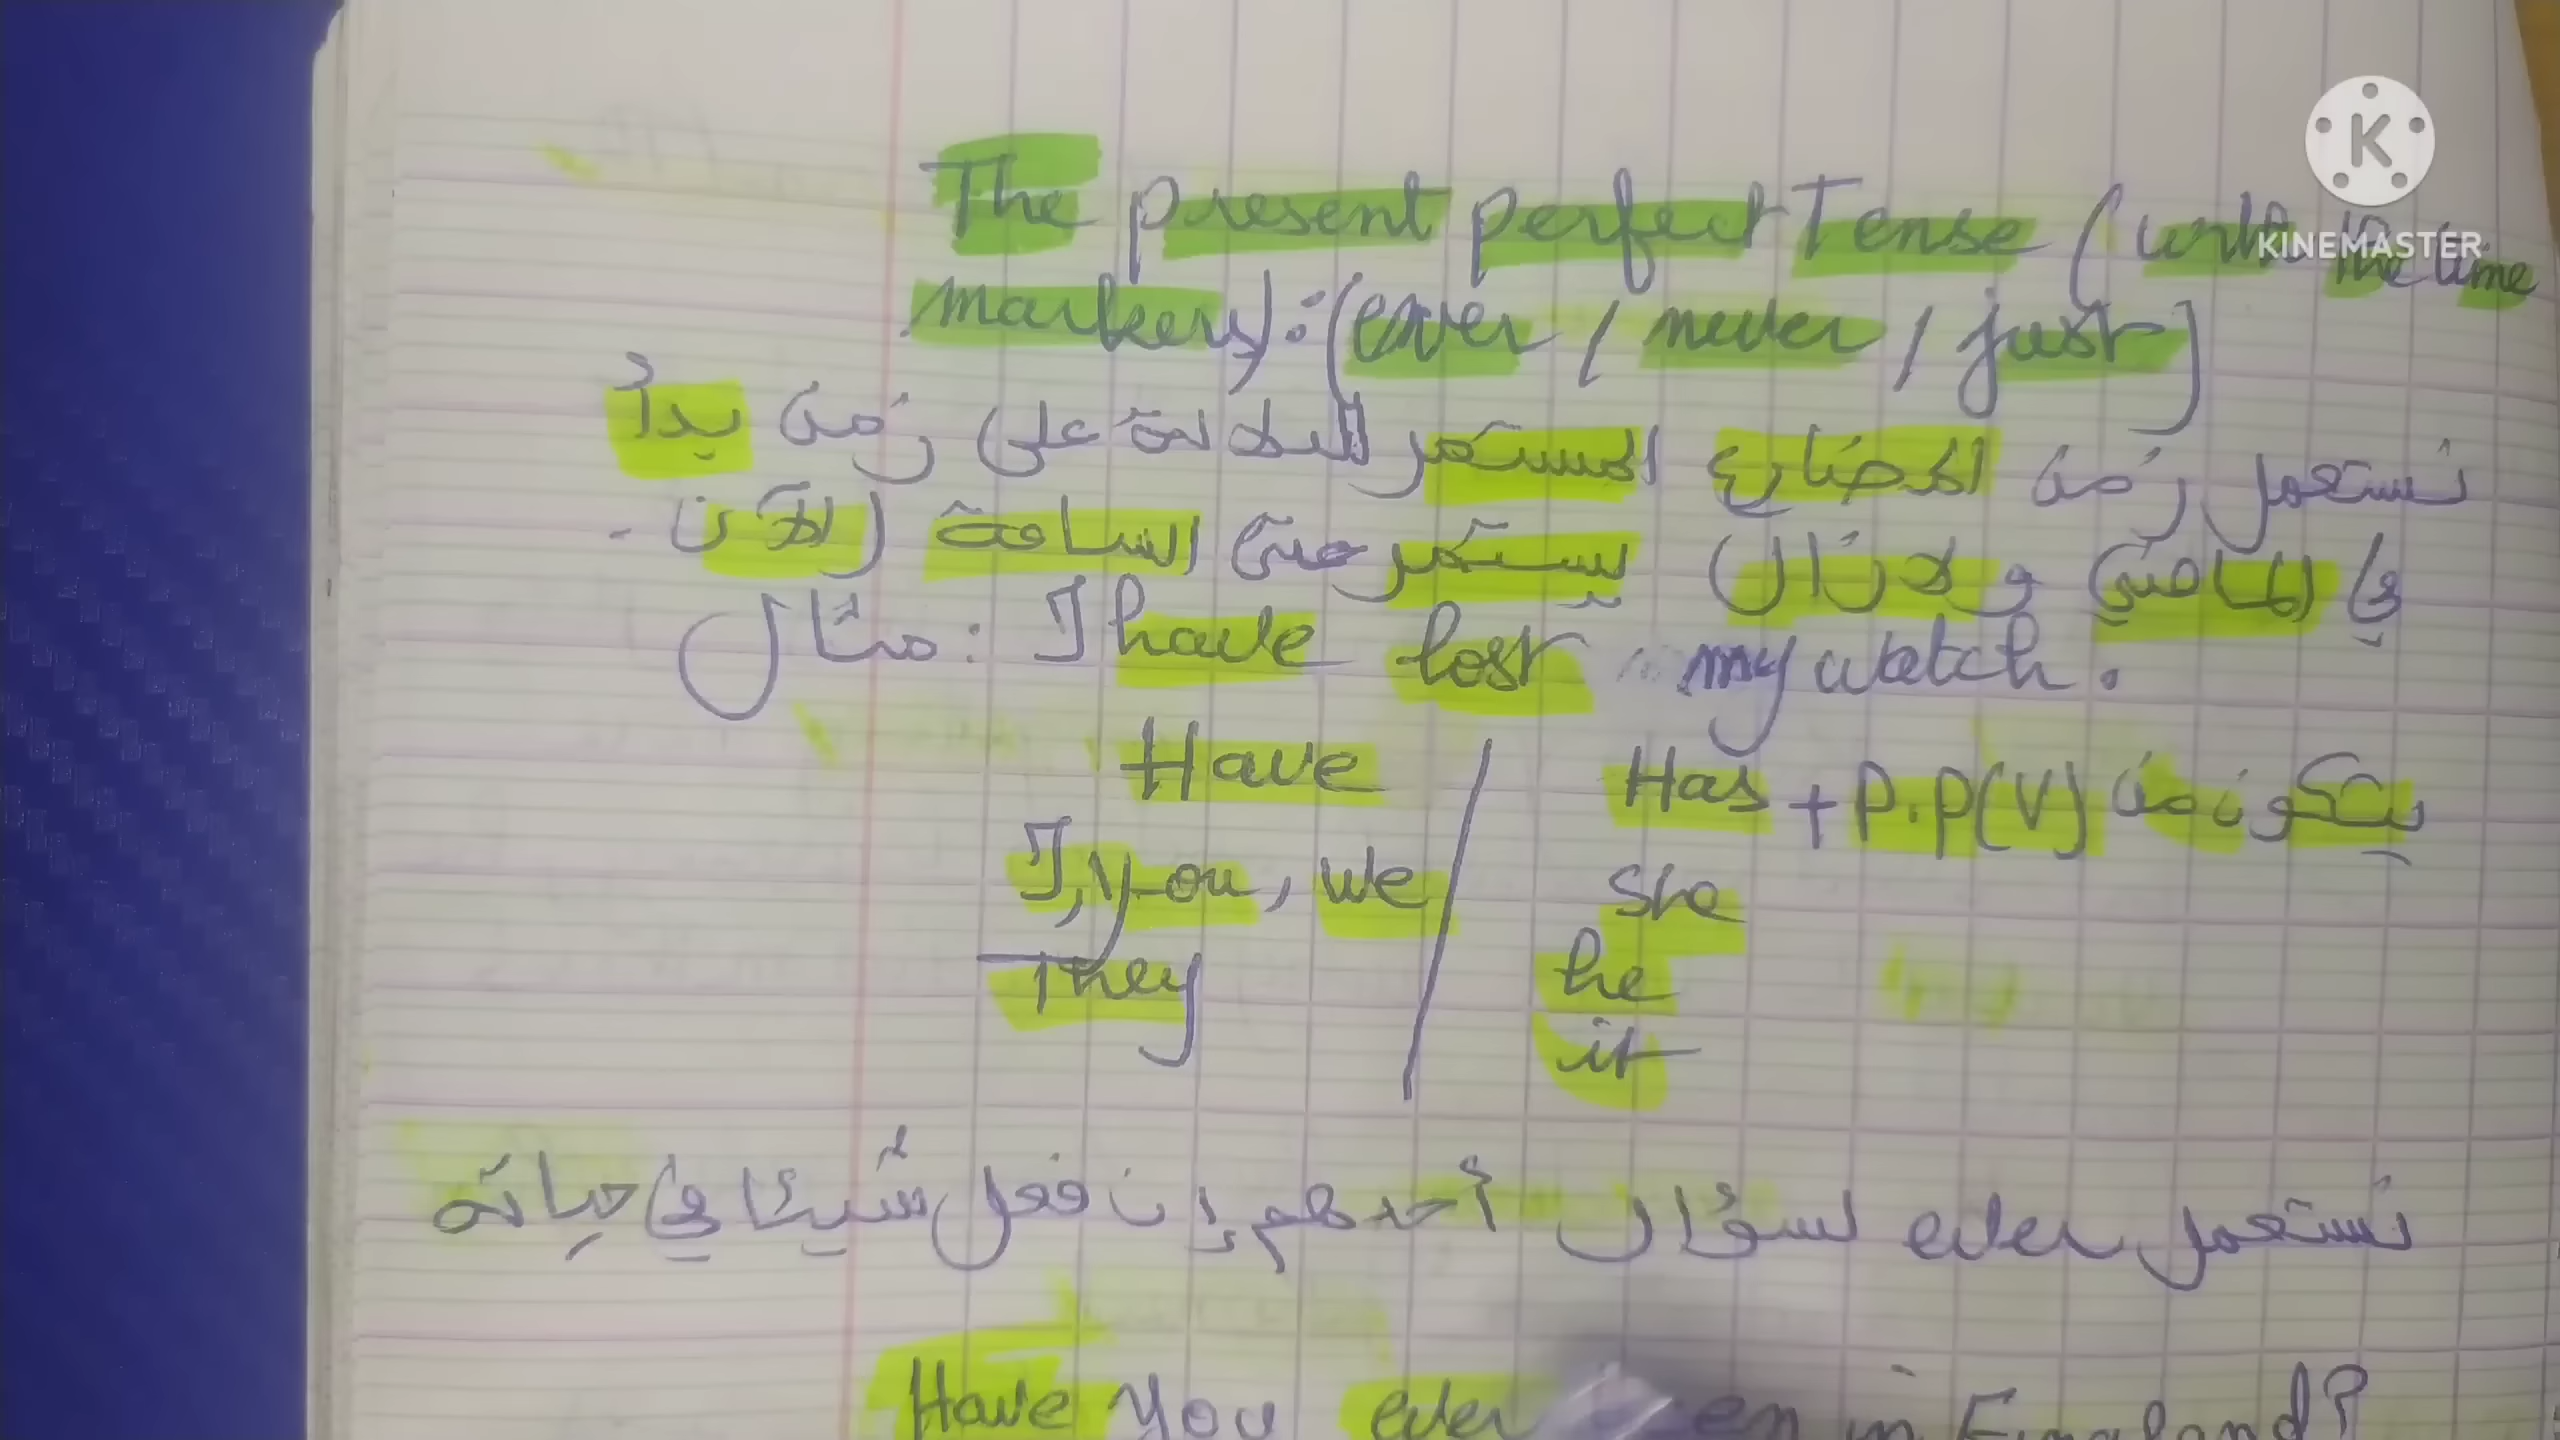 The present perfect Tense (with the time
markers): (ever / never / just)
نستعمل زمن المضارع المستمر للدلالة على زمن بدأ
في الماضي و لازال يستمر حتى الساعة (الآن .
مثال : I have lost my watch.
Have / Has + P.P(V) يتكون من
I, you, we she
They he
it
نستعمل ever لسؤال أحدهم إن فعل شيئا في حياته
Have you ever in England?
K
KINEMASTER